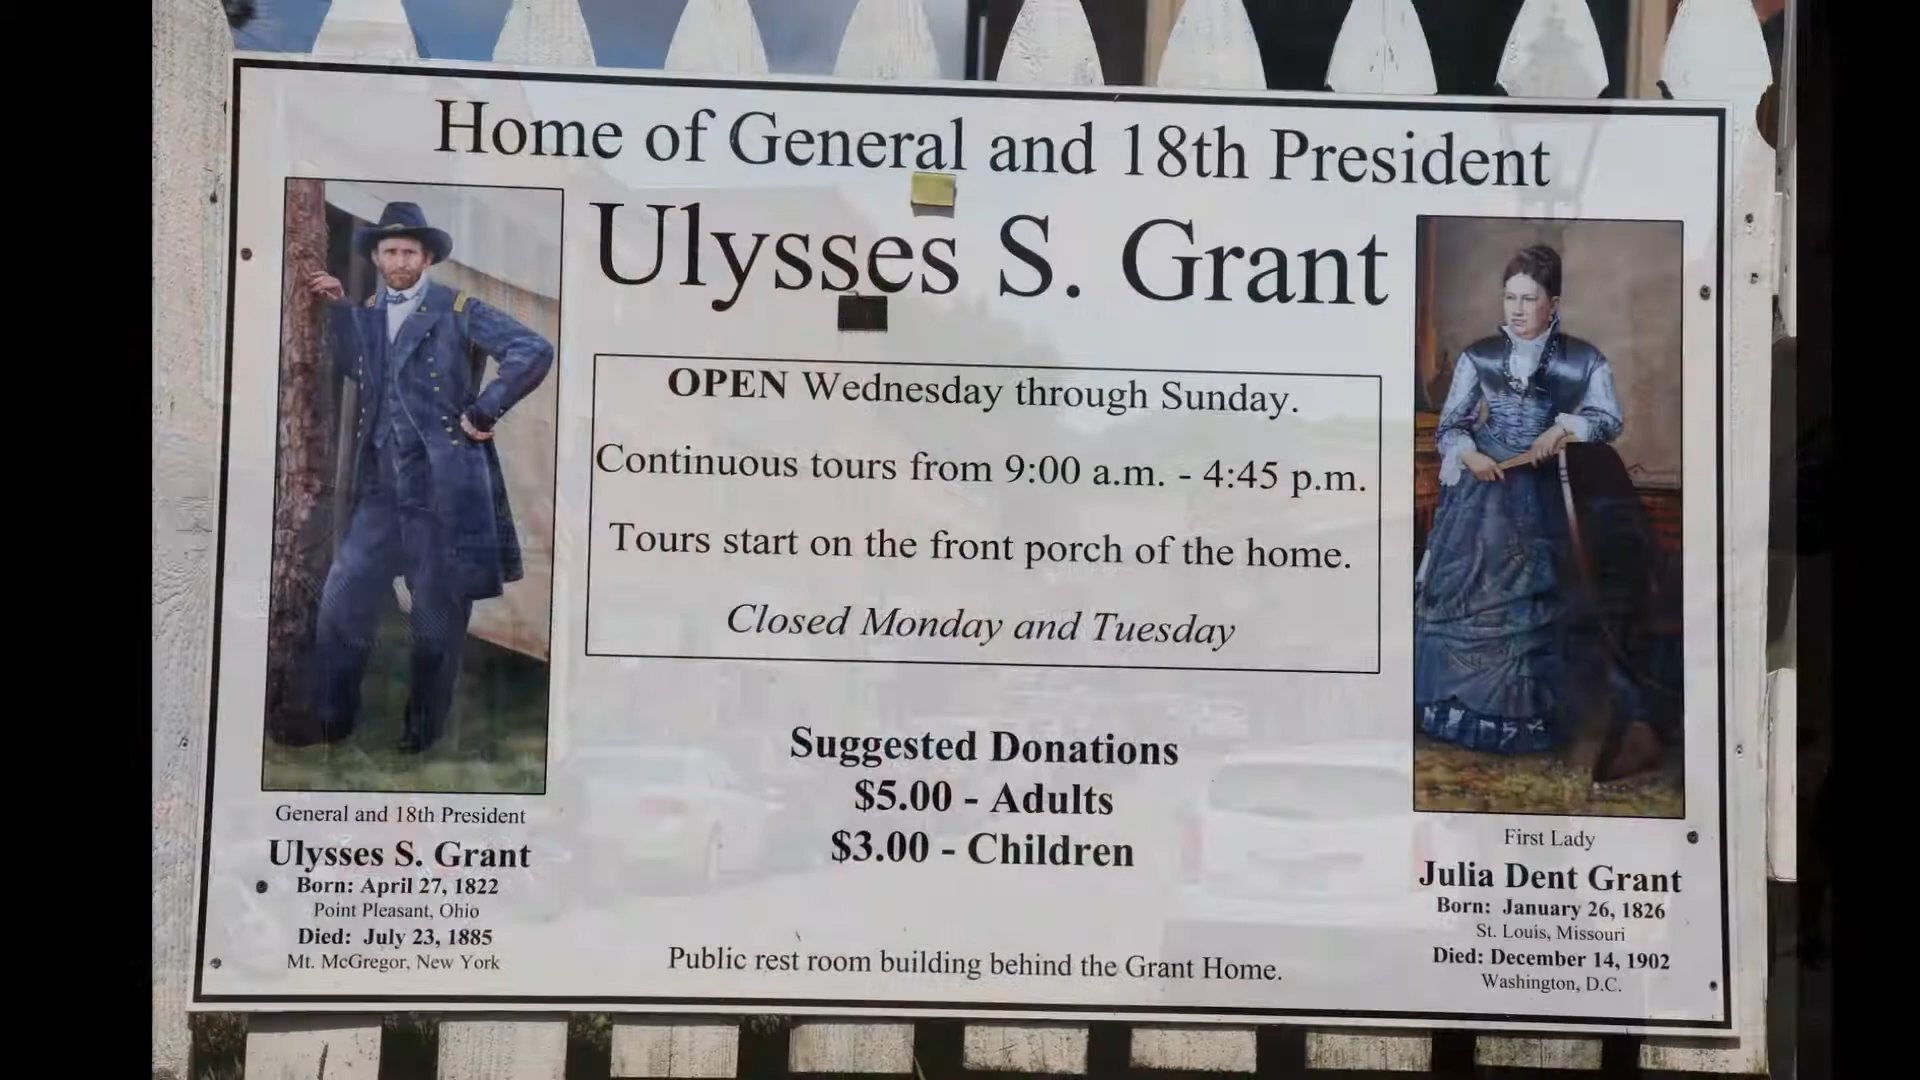 Home of General and 18th President
Ulysses S. Grant
OPEN Wednesday through Sunday.
Continuous tours from 9:00 a.m. - 4:45 p.m.
Tours start on the front porch of the home.
Closed Monday and Tuesday
Suggested Donations
$5.00 - Adults
$3.00 - Children
General and 18th President
Ulysses S. Grant
Born: April 27, 1822
Point Pleasant, Ohio
Died: July 23, 1885
Mt. McGregor, New York
First Lady
Julia Dent Grant
Born: January 26, 1826
St. Louis, Missouri
Died: December 14, 1902
Washington, D.C.
Public rest room building behind the Grant Home.